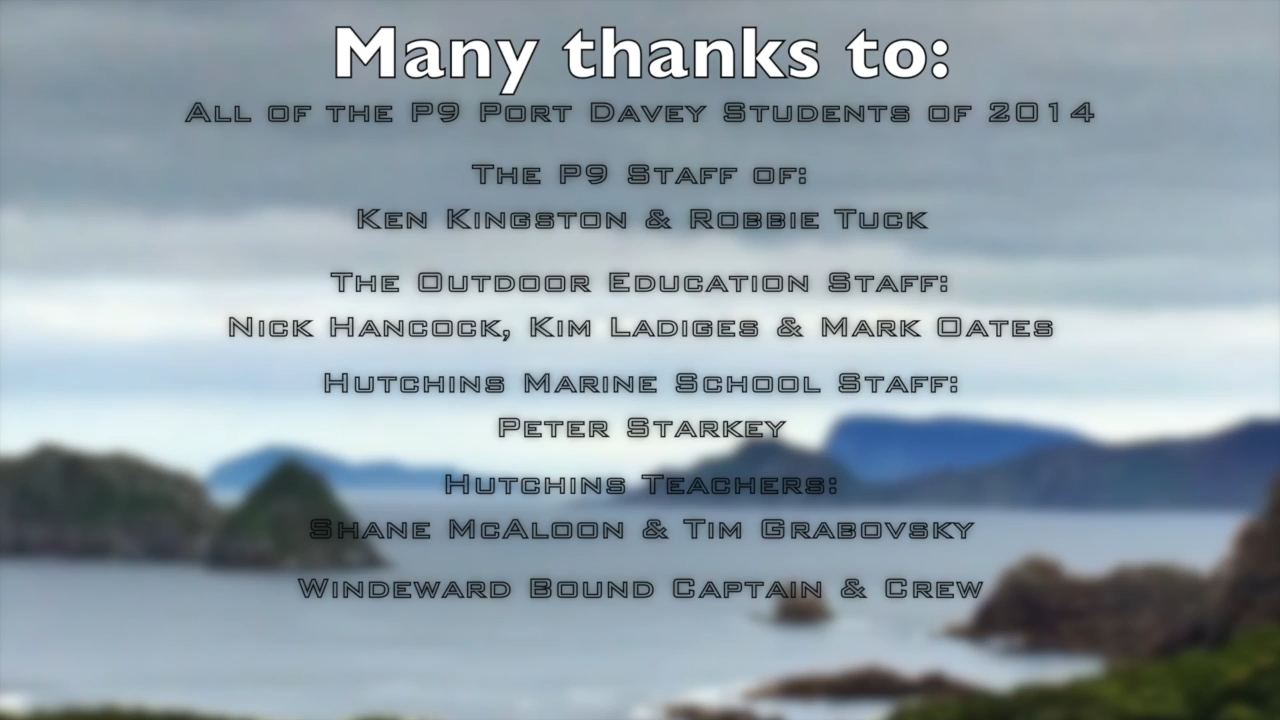 Many thanks to:
All of the P9 Port Davey Students of 2014
The P9 Staff of:
Ken Kingston & Robbie Tuck
The Outdoor Education Staff:
Nick Hancock, Kim Ladiges & Mark Oates
Hutchins Marine School Staff:
Peter Starkey
Hutchins Teachers:
Shane McAloon & Tim Grabovsky
Windeward Bound Captain & Crew